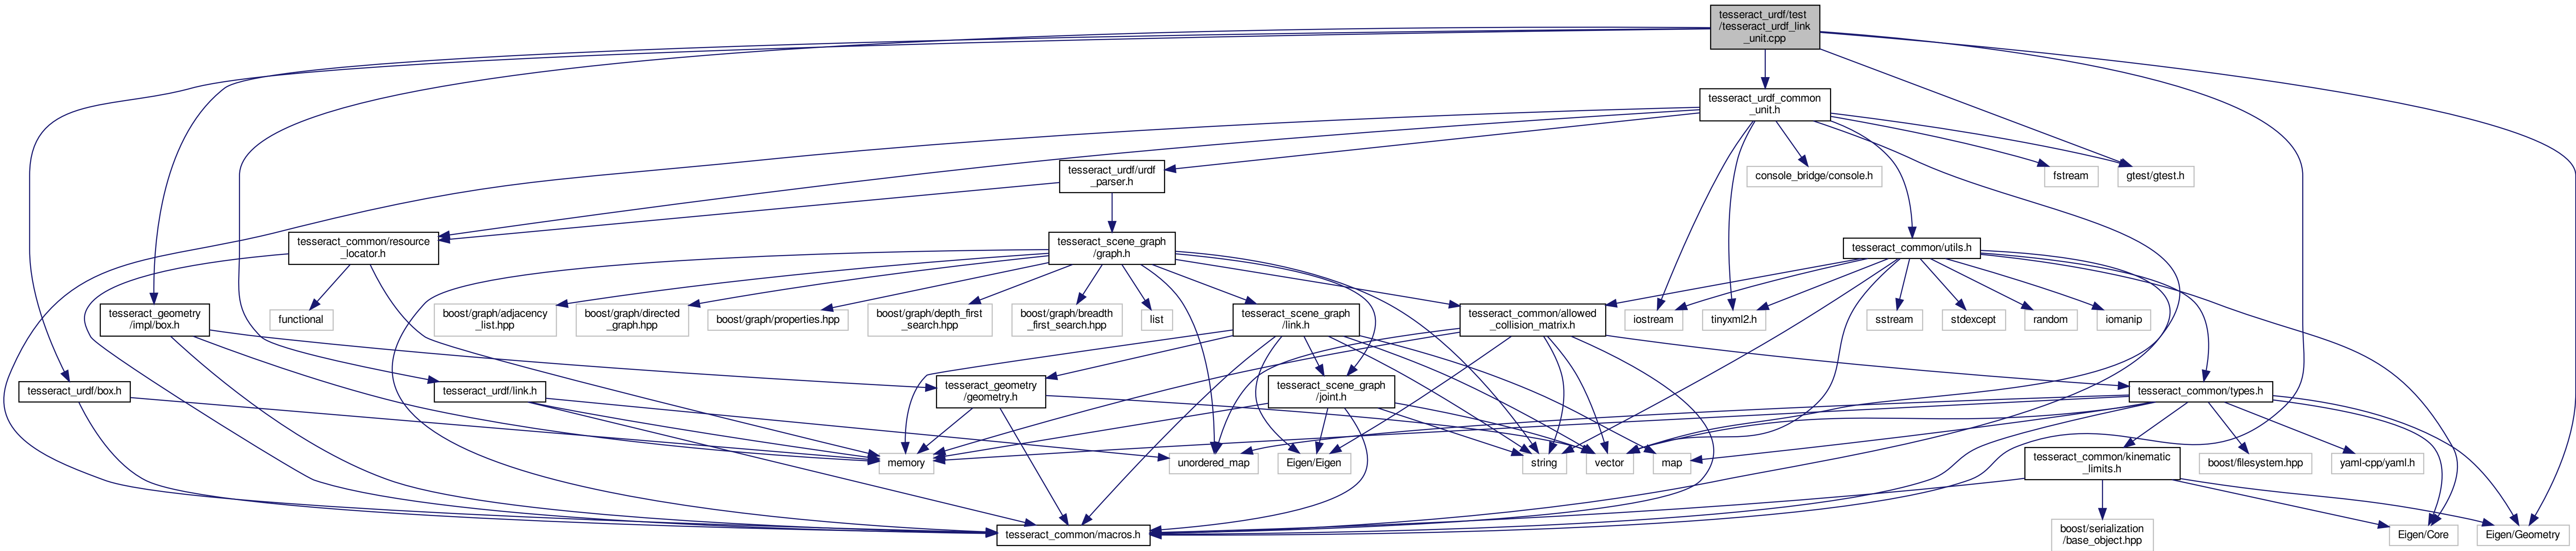 tesseract_urdf/test
/tesseract_urdf_link
_unit.cpp
tesseract_urdf_common
_unit.h
tesseract_urdf/urdf
_parser.h
console_bridge/console.h
fstream
gtest/gtest.h
tesseract_common/resource
_locator.h
tesseract_scene_graph
/graph.h
tesseract_common/utils.h
tesseract_geometry
/impl/box.h
functional
boost/graph/adjacency
_list.hpp
boost/graph/directed
_graph.hpp
boost/graph/properties.hpp
boost/graph/depth_first
_search.hpp
boost/graph/breadth
_first_search.hpp
list
tesseract_scene_graph
/link.h
tesseract_common/allowed
_collision_matrix.h
iostream
tinyxml2.h
sstream
stdexcept
random
iomanip
tesseract_urdf/box.h
tesseract_urdf/link.h
tesseract_geometry
/geometry.h
tesseract_scene_graph
/joint.h
tesseract_common/types.h
memory
unordered_map
Eigen/Eigen
string
vector
map
tesseract_common/kinematic
_limits.h
boost/filesystem.hpp
yaml-cpp/yaml.h
tesseract_common/macros.h
boost/serialization
/base_object.hpp
Eigen/Core
Eigen/Geometry